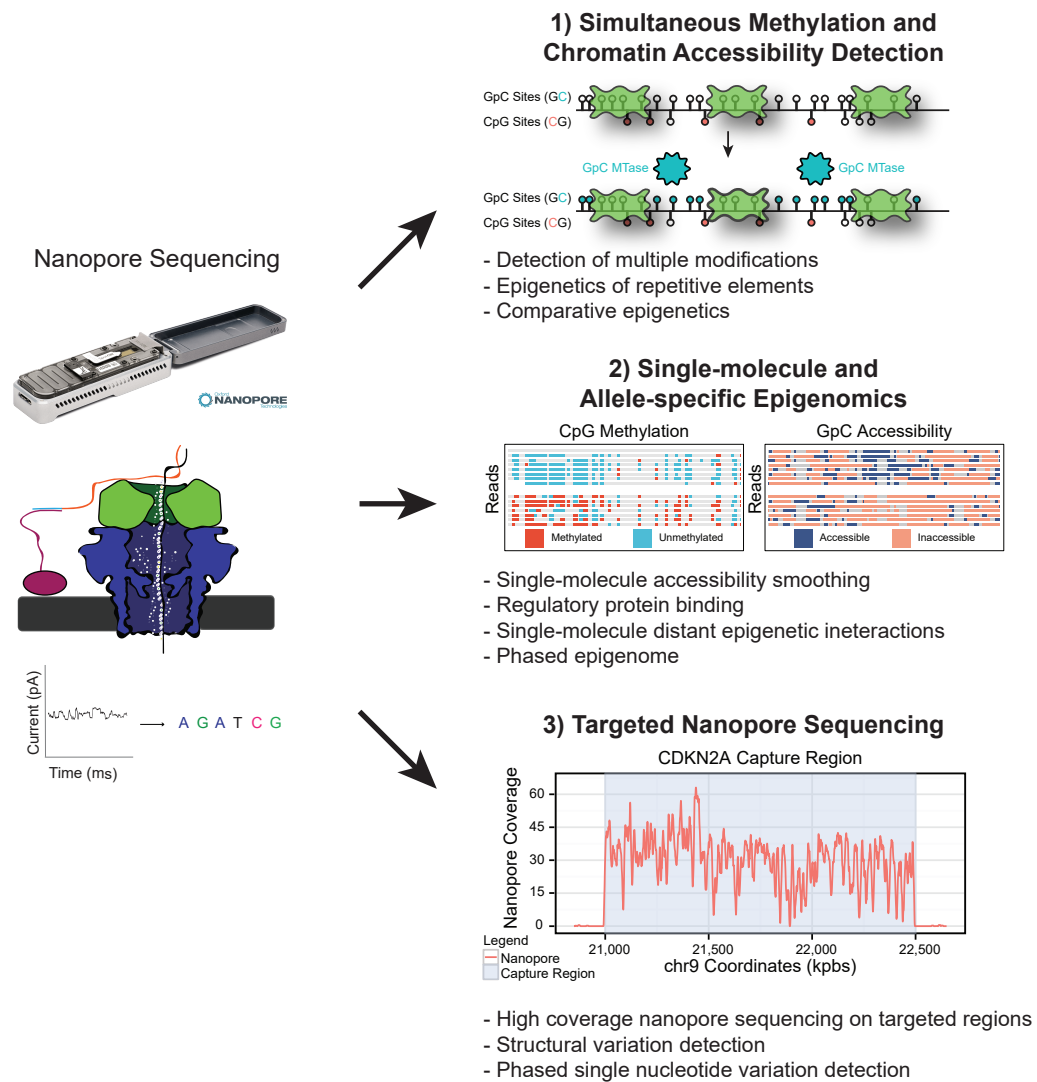 Nanopore Sequencing
NANOPORE
Technologies
Current (pA)
Time (ms)
A G A T C G
1) Simultaneous Methylation and
Chromatin Accessibility Detection
GpC Sites (GC)
CpG Sites (CG)
GpC MTase
GpC MTase
GpC Sites (GC)
CpG Sites (CG)
- Detection of multiple modifications
- Epigenetics of repetitive elements
- Comparative epigenetics
2) Single-molecule and
Allele-specific Epigenomics
CpG Methylation
Reads
Methylated
Unmethylated
GpC Accessibility
Reads
Accessible
Inaccessible
- Single-molecule accessibility smoothing
- Regulatory protein binding
- Single-molecule distant epigenetic ineteractions
- Phased epigenome
3) Targeted Nanopore Sequencing
CDKN2A Capture Region
Nanopore Coverage
60
45
30
15
0
21,000
21,500
22,000
22,500
chr9 Coordinates (kpbs)
Legend
Nanopore
Capture Region
- High coverage nanopore sequencing on targeted regions
- Structural variation detection
- Phased single nucleotide variation detection